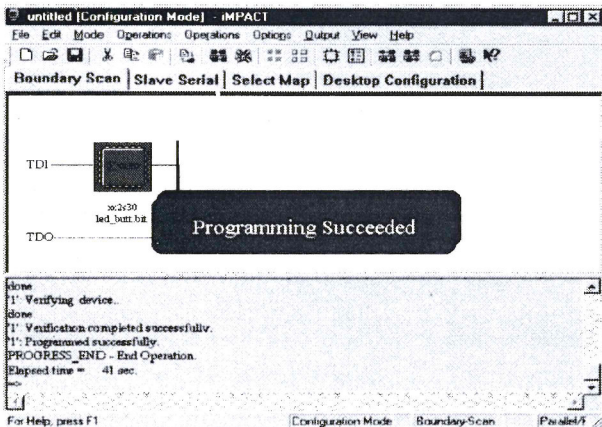 untitled [Configuration Mode] - iMPACT
File Edit Mode Operations Operations Options Output View Help
Boundary Scan Slave Serial Select Map Desktop Configuration
TDI
xc2s30
led_butt.bit
TDO
Programming Succeeded
done
'1': Verifying device..
done
'1': Verification completed successfully.
'1': Programmed successfully.
PROGRESS_END - End Operation.
Elapsed time = 41 sec.
=>
For Help, press F1
Configuration Mode Boundary-Scan